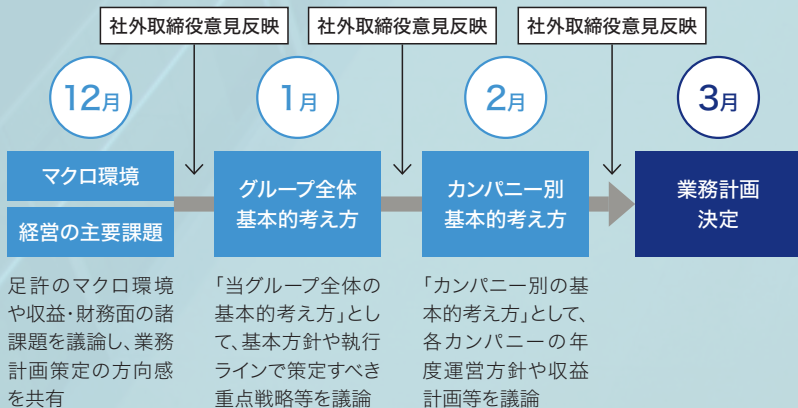 社外取締役意見反映
社外取締役意見反映
社外取締役意見反映
12月
1月
2月
3月
マクロ環境
経営の主要課題
グループ全体
基本的考え方
カンパニー別
基本的考え方
業務計画
決定
足許のマクロ環境
や収益・財務面の諸
課題を議論し、業務
計画策定の方向感
を共有
「当グループ全体の
基本的考え方」とし
て、基本方針や執行
ラインで策定すべき
重点戦略等を議論
「カンパニー別の基
本的考え方」として、
各カンパニーの年
度運営方針や収益
計画等を議論